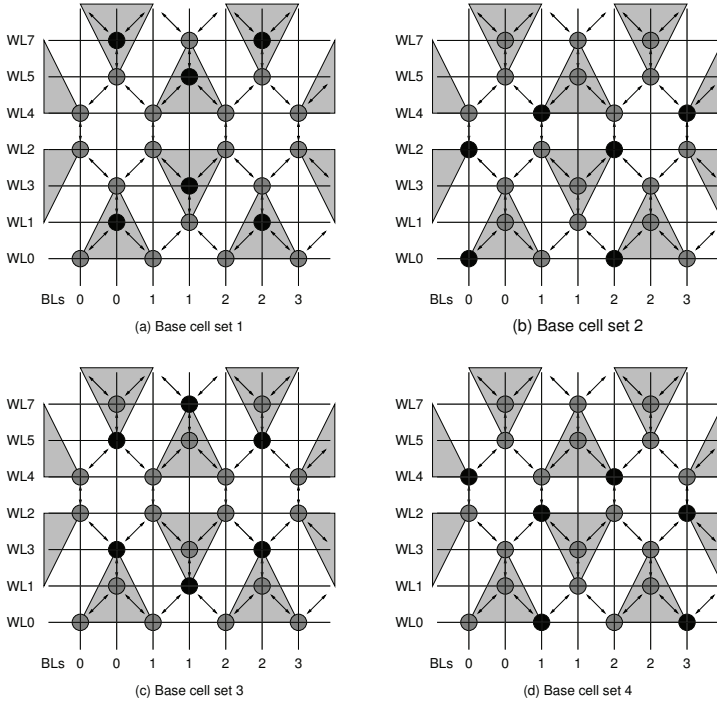 WL7
WL5
WL4
WL2
WL3
WL1
WL0
BLs 0 0 1 1 2 2 3
(a) Base cell set 1
WL7
WL5
WL4
WL2
WL3
WL1
WL0
BLs 0 0 1 1 2 2 3
(b) Base cell set 2
WL7
WL5
WL4
WL2
WL3
WL1
WL0
BLs 0 0 1 1 2 2 3
(c) Base cell set 3
WL7
WL5
WL4
WL2
WL3
WL1
WL0
BLs 0 0 1 1 2 2 3
(d) Base cell set 4